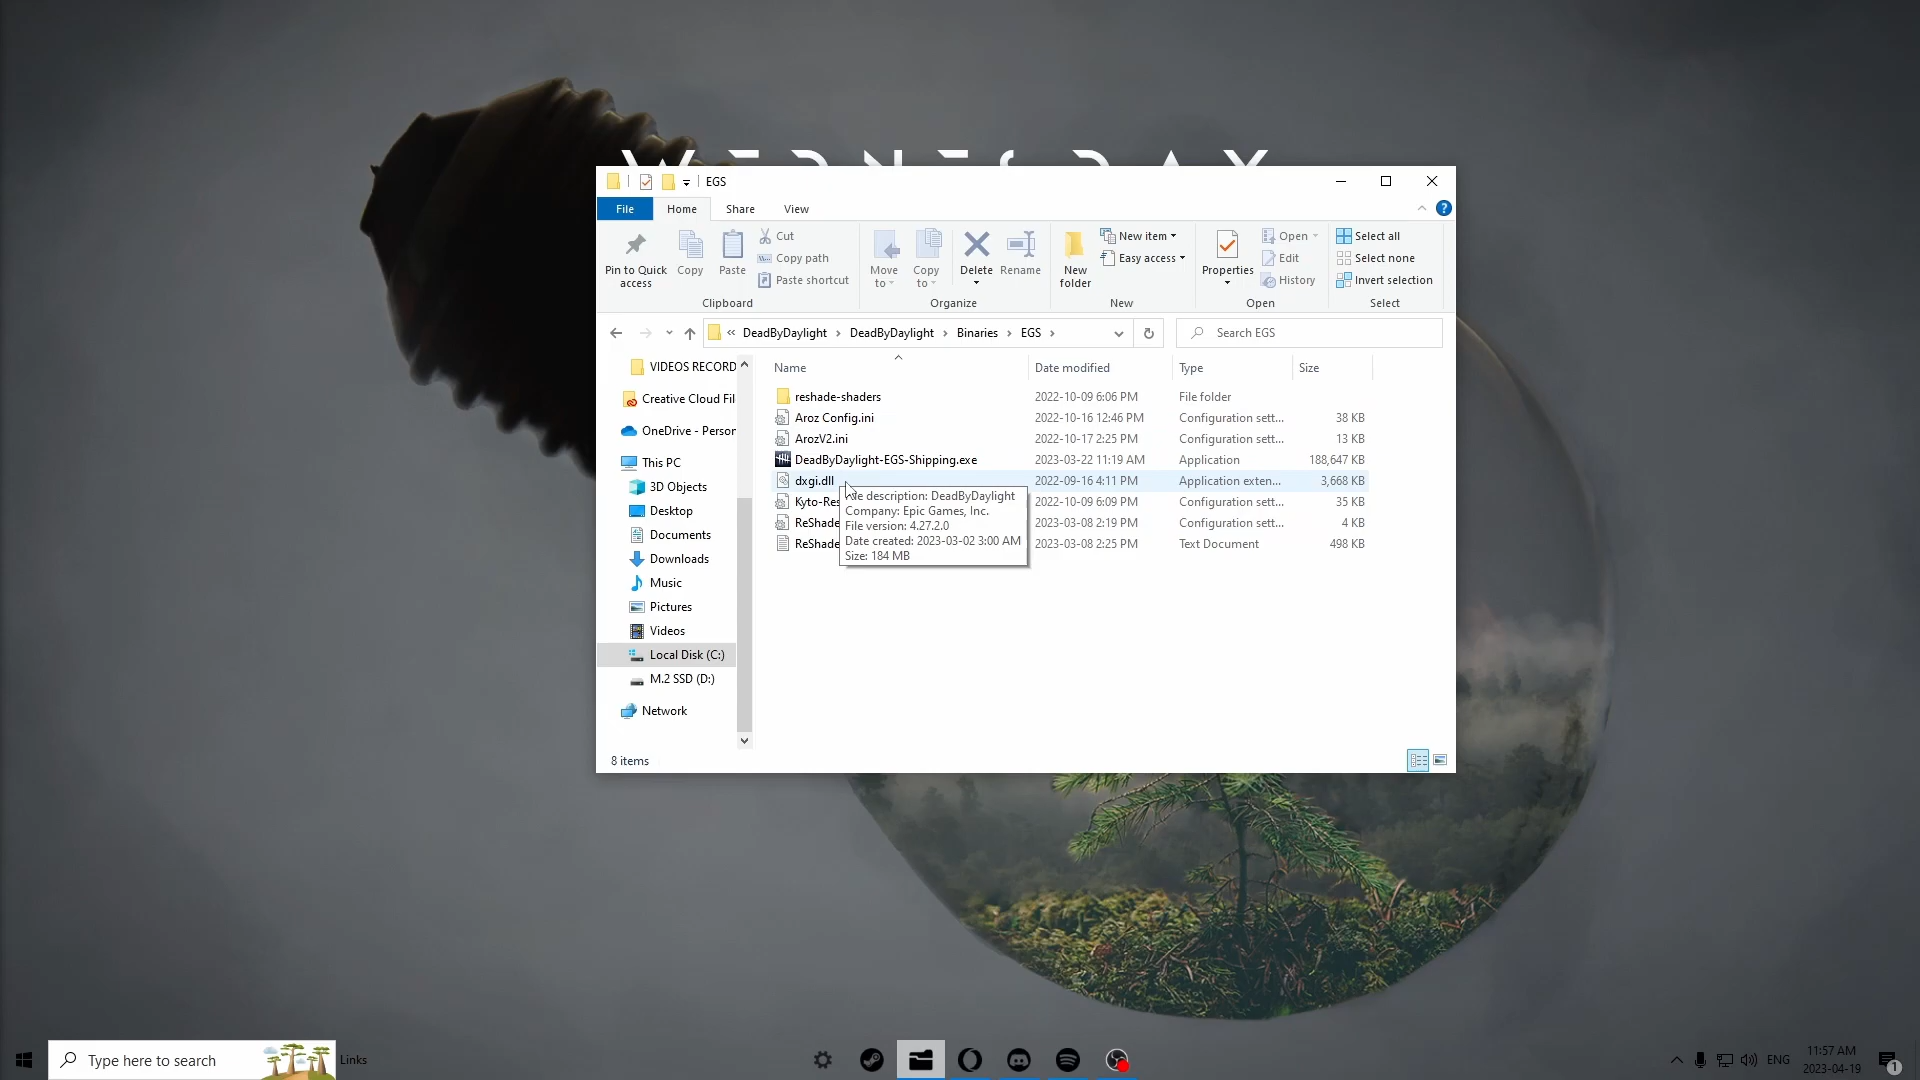 WEDNESDAY
EGS
File
Home
Share
View
Pin to Quick
access
Copy
Paste
Cut
Copy path
Paste shortcut
Clipboard
Move
to
Copy
to
Delete
Rename
Organize
New
folder
New item
Easy access
New
Properties
Open
Edit
History
Open
Select all
Select none
Invert selection
Select
« DeadByDaylight › DeadByDaylight › Binaries › EGS ›
Search EGS
VIDEOS RECORD
Creative Cloud Fil
OneDrive - Person
This PC
3D Objects
Desktop
Documents
Downloads
Music
Pictures
Videos
Local Disk (C:)
M.2 SSD (D:)
Network
Name Date modified Type Size
reshade-shaders 2022-10-09 6:06 PM File folder
Aroz Config.ini 2022-10-16 12:46 PM Configuration sett... 38 KB
ArozV2.ini 2022-10-17 2:25 PM Configuration sett... 13 KB
DeadByDaylight-EGS-Shipping.exe 2023-03-22 11:19 AM Application 188,647 KB
dxgi.dll 2022-09-16 4:11 PM Application exten... 3,668 KB
Kyto-Res 2022-10-09 6:09 PM Configuration sett... 35 KB
ReShade 2023-03-08 2:19 PM Configuration sett... 4 KB
ReShade 2023-03-08 2:25 PM Text Document 498 KB
le description: DeadByDaylight
Company: Epic Games, Inc.
File version: 4.27.2.0
Date created: 2023-03-02 3:00 AM
Size: 184 MB
8 items
Type here to search
Links
ENG
11:57 AM
2023-04-19
1